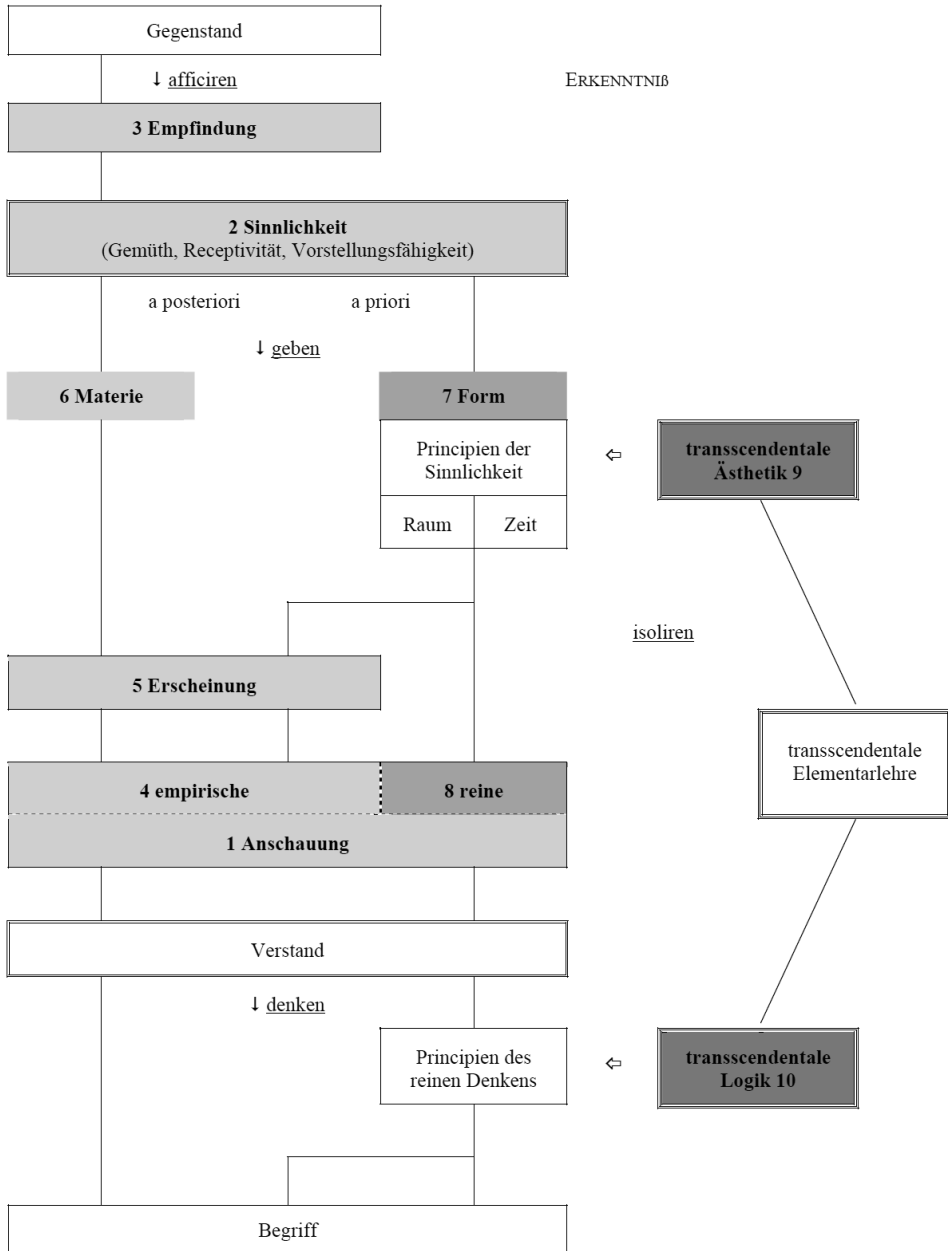 Gegenstand
↓ afficiren
ERKENNTNIß
3 Empfindung
2 Sinnlichkeit
(Gemüth, Receptivität, Vorstellungsfähigkeit)
a posteriori
a priori
↓ geben
6 Materie
7 Form
Principien der
Sinnlichkeit
⇦
transscendentale
Ästhetik 9
Raum
Zeit
isoliren
5 Erscheinung
transscendentale
Elementarlehre
4 empirische
8 reine
1 Anschauung
Verstand
↓ denken
Principien des
reinen Denkens
⇦
transscendentale
Logik 10
Begriff